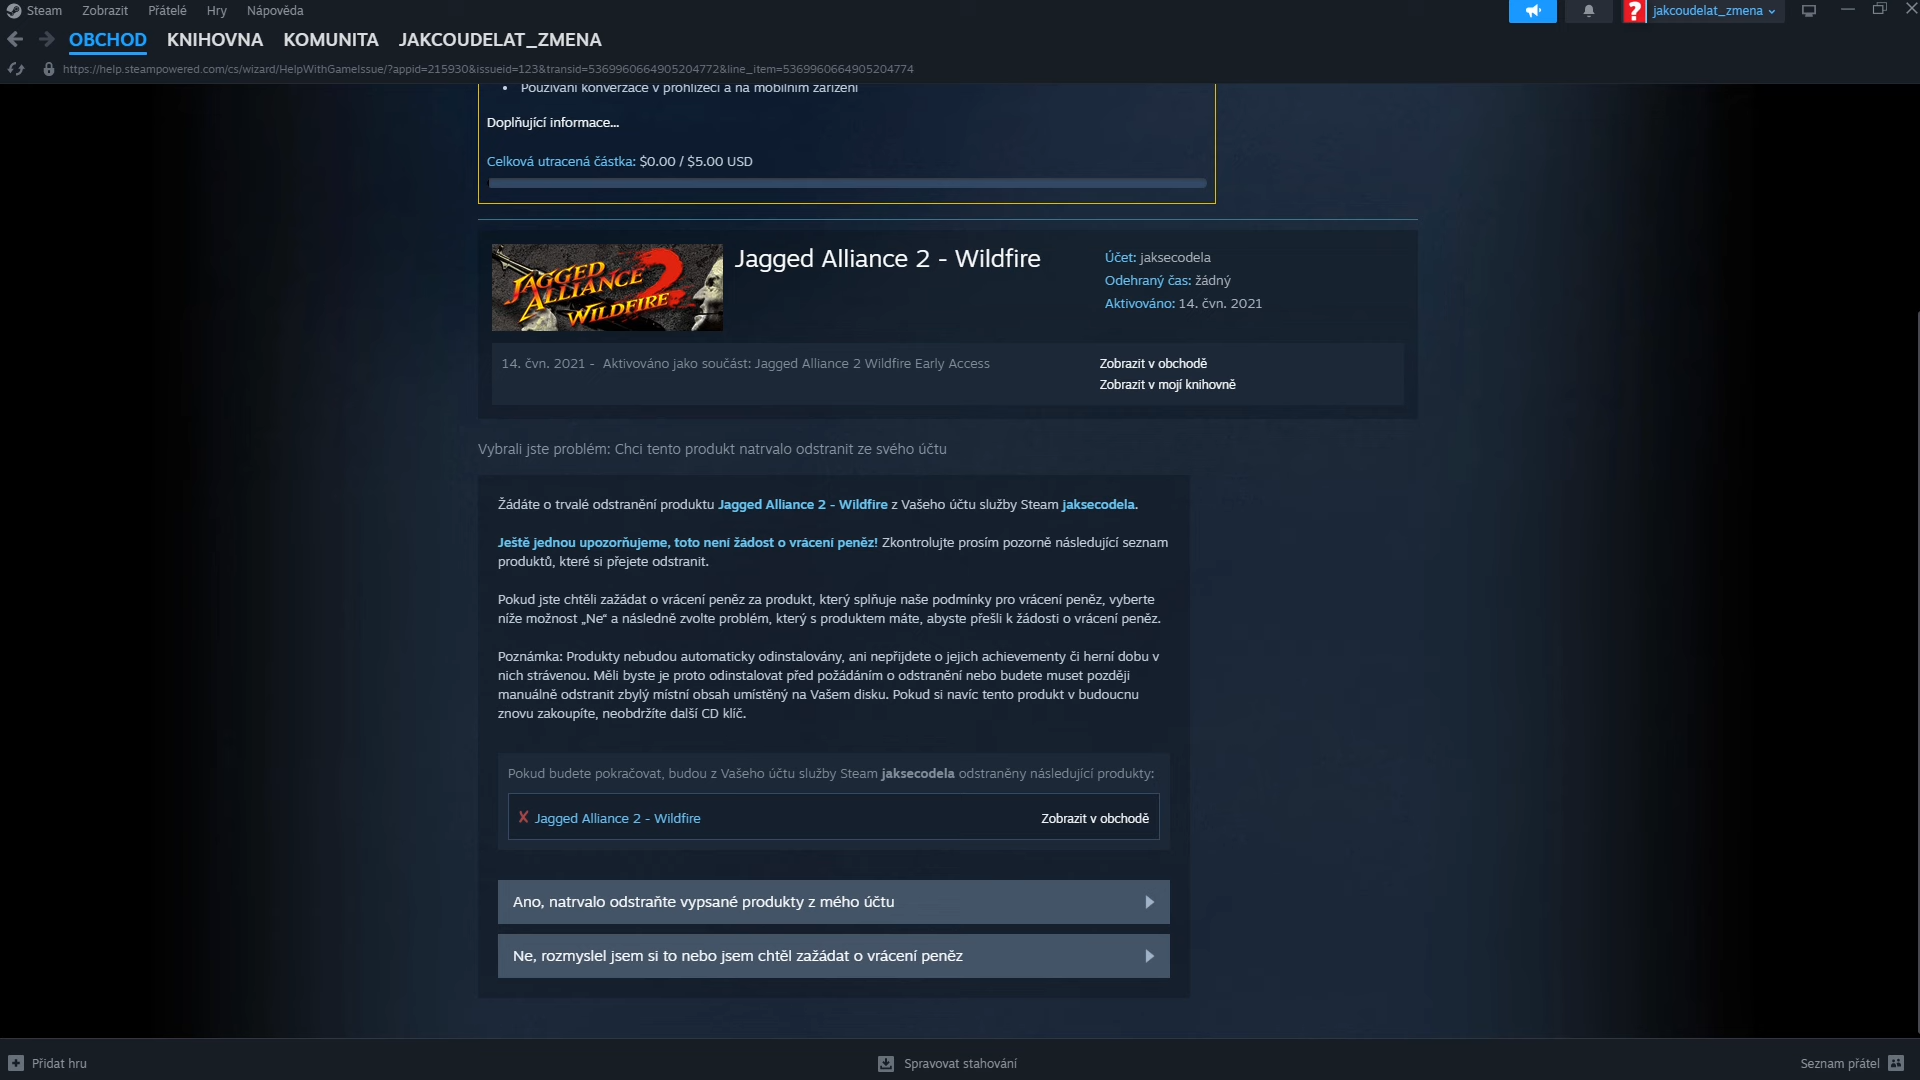 Steam Zobrazit Přátelé Hry Nápověda jakcoudelat_zmena
OBCHOD KNIHOVNA KOMUNITA JAKCOUDELAT_ZMENA
https://help.steampowered.com/cs/wizard/HelpWithGameIssue/?appid=215930&issueid=123&transid=5369960664905204772&line_item=5369960664905204774
• Používání konverzace v prohlížeči a na mobilním zařízení
Doplňující informace...
Celková utracená částka: $0.00 / $5.00 USD
JAGGED ALLIANCE 2 WILDFIRE
Jagged Alliance 2 - Wildfire
Účet: jaksecodela
Odehraný čas: žádný
Aktivováno: 14. čvn. 2021
14. čvn. 2021 - Aktivováno jako součást: Jagged Alliance 2 Wildfire Early Access
Zobrazit v obchodě
Zobrazit v mojí knihovně
Vybrali jste problém: Chci tento produkt natrvalo odstranit ze svého účtu
Žádáte o trvalé odstranění produktu Jagged Alliance 2 - Wildfire z Vašeho účtu služby Steam jaksecodela.
Ještě jednou upozorňujeme, toto není žádost o vrácení peněz! Zkontrolujte prosím pozorně následující seznam
produktů, které si přejete odstranit.
Pokud jste chtěli zažádat o vrácení peněz za produkt, který splňuje naše podmínky pro vrácení peněz, vyberte
níže možnost „Ne“ a následně zvolte problém, který s produktem máte, abyste přešli k žádosti o vrácení peněz.
Poznámka: Produkty nebudou automaticky odinstalovány, ani nepřijdete o jejich achievementy či herní dobu v
nich strávenou. Měli byste je proto odinstalovat před požádáním o odstranění nebo budete muset později
manuálně odstranit zbylý místní obsah umístěný na Vašem disku. Pokud si navíc tento produkt v budoucnu
znovu zakoupíte, neobdržíte další CD klíč.
Pokud budete pokračovat, budou z Vašeho účtu služby Steam jaksecodela odstraněny následující produkty:
X Jagged Alliance 2 - Wildfire Zobrazit v obchodě
Ano, natrvalo odstraňte vypsané produkty z mého účtu
Ne, rozmyslel jsem si to nebo jsem chtěl zažádat o vrácení peněz
Přidat hru Spravovat stahování Seznam přátel